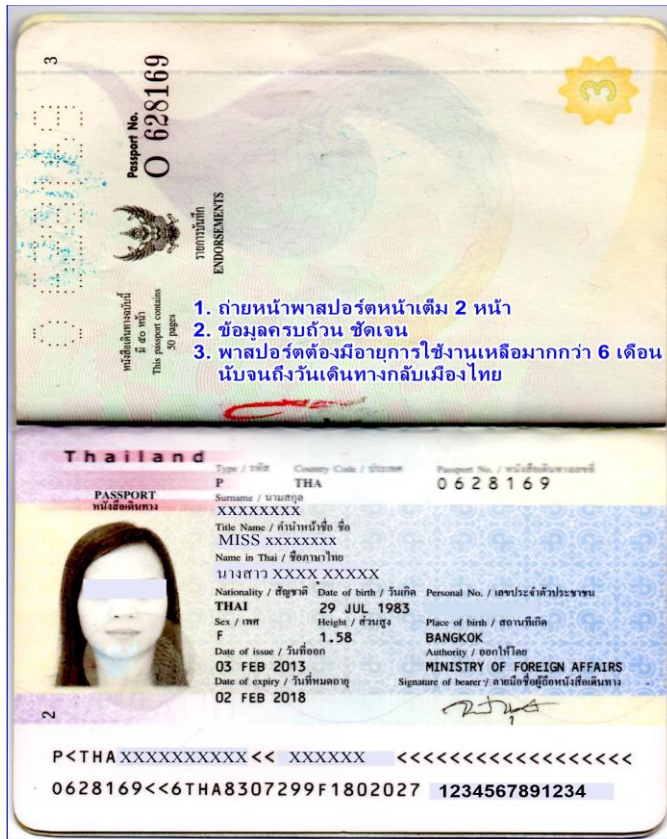 3
Passport No.
O 628169
รายการบันทึก
ENDORSEMENTS
หนังสือเดินทางฉบับนี้
มี ๕๐ หน้า
This passport contains
50 pages
3
1. ถ่ายหน้าพาสปอร์ตหน้าเต็ม 2 หน้า
2. ข้อมูลครบถ้วน ชัดเจน
3. พาสปอร์ตต้องมีอายุการใช้งานเหลือมากกว่า 6 เดือน
นับจนถึงวันเดินทางกลับเมืองไทย
Thailand
PASSPORT
หนังสือเดินทาง
Type / รหัส Country Code / ประเทศ Passport No. / หนังสือเดินทางเลขที่
P THA 0628169
Surname / นามสกุล
XXXXXXXX
Title Name / คำนำหน้าชื่อ ชื่อ
MISS xxxxxxxx
Name in Thai / ชื่อภาษาไทย
นางสาว XXXX XXXXX
Nationality / สัญชาติ Date of birth / วันเกิด Personal No. / เลขประจำตัวประชาชน
THAI 29 JUL 1983
Sex / เพศ Height / ส่วนสูง Place of birth / สถานที่เกิด
F 1.58 BANGKOK
Date of issue / วันที่ออก Authority / ออกให้โดย
03 FEB 2013 MINISTRY OF FOREIGN AFFAIRS
Date of expiry / วันที่หมดอายุ Signature of bearer / ลายมือชื่อผู้ถือหนังสือเดินทาง
02 FEB 2018
2
P<THA XXXXXXXXXX<< XXXXXX <<<<<<<<<<<<<<<<<<
0628169<<6THA8307299F1802027 1234567891234